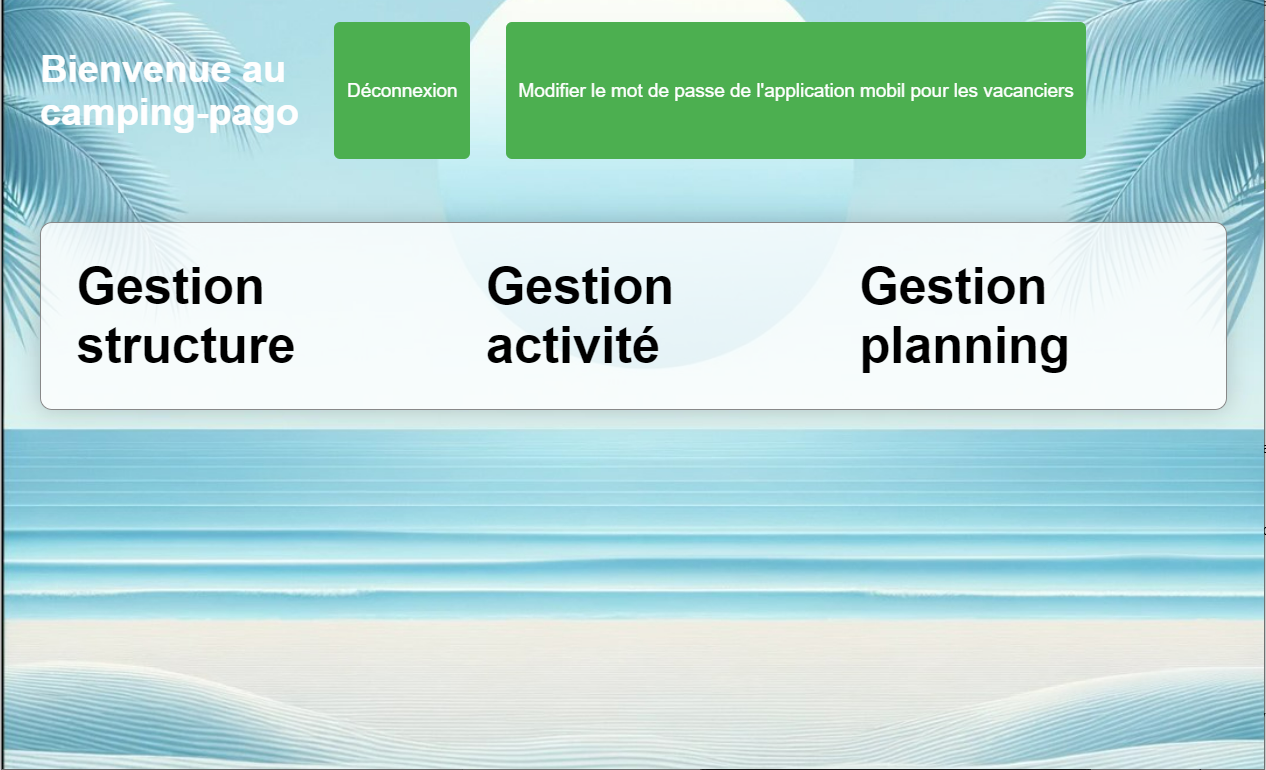 Bienvenue au
camping-pago
Déconnexion
Modifier le mot de passe de l'application mobil pour les vacanciers
Gestion
structure
Gestion
activité
Gestion
planning